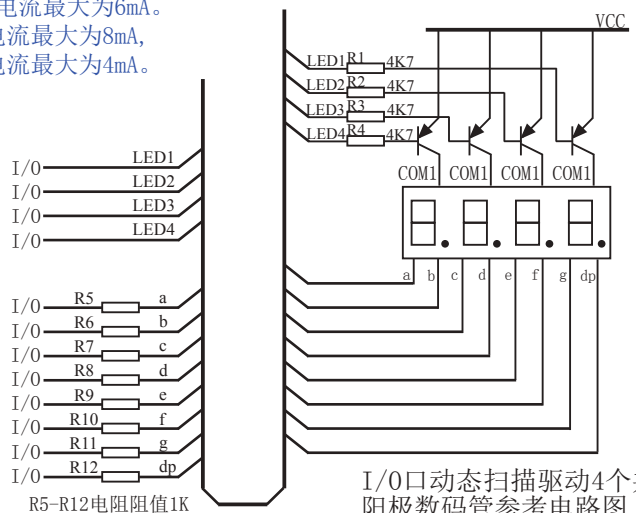 电流最大为6mA。
电流最大为8mA,
电流最大为4mA。
VCC
LED1 R1 4K7
LED2 R2 4K7
LED3 R3 4K7
LED4 R4 4K7
COM1 COM1 COM1 COM1
I/O LED1
I/O LED2
I/O LED3
I/O LED4
a b c d e f g dp
I/O R5 a
I/O R6 b
I/O R7 c
I/O R8 d
I/O R9 e
I/O R10 f
I/O R11 g
I/O R12 dp
R5-R12电阻阻值1K
I/O口动态扫描驱动4个
阳极数码管参考电路图